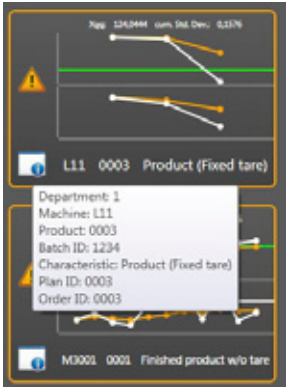 X̄gg: 124,0444 cum. Std. Dev.: 0,1576
L11 0003 Product (Fixed tare)
Department: 1
Machine: L11
Product: 0003
Batch ID: 1234
Characteristic: Product (Fixed tare)
Plan ID: 0003
Order ID: 0003
M3001 0001 Finished product w/o tare